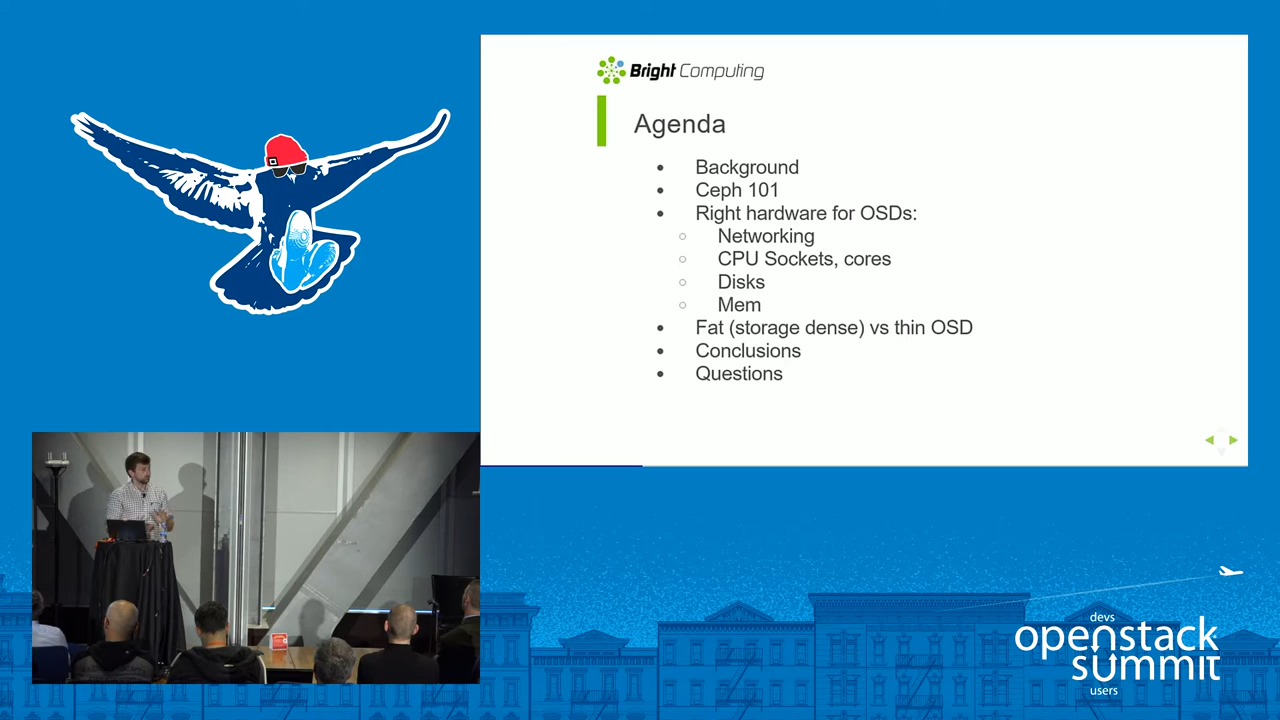 Bright Computing
Agenda
Background
Ceph 101
Right hardware for OSDs:
Networking
CPU Sockets, cores
Disks
Mem
Fat (storage dense) vs thin OSD
Conclusions
Questions
devs
openstack
summit
users